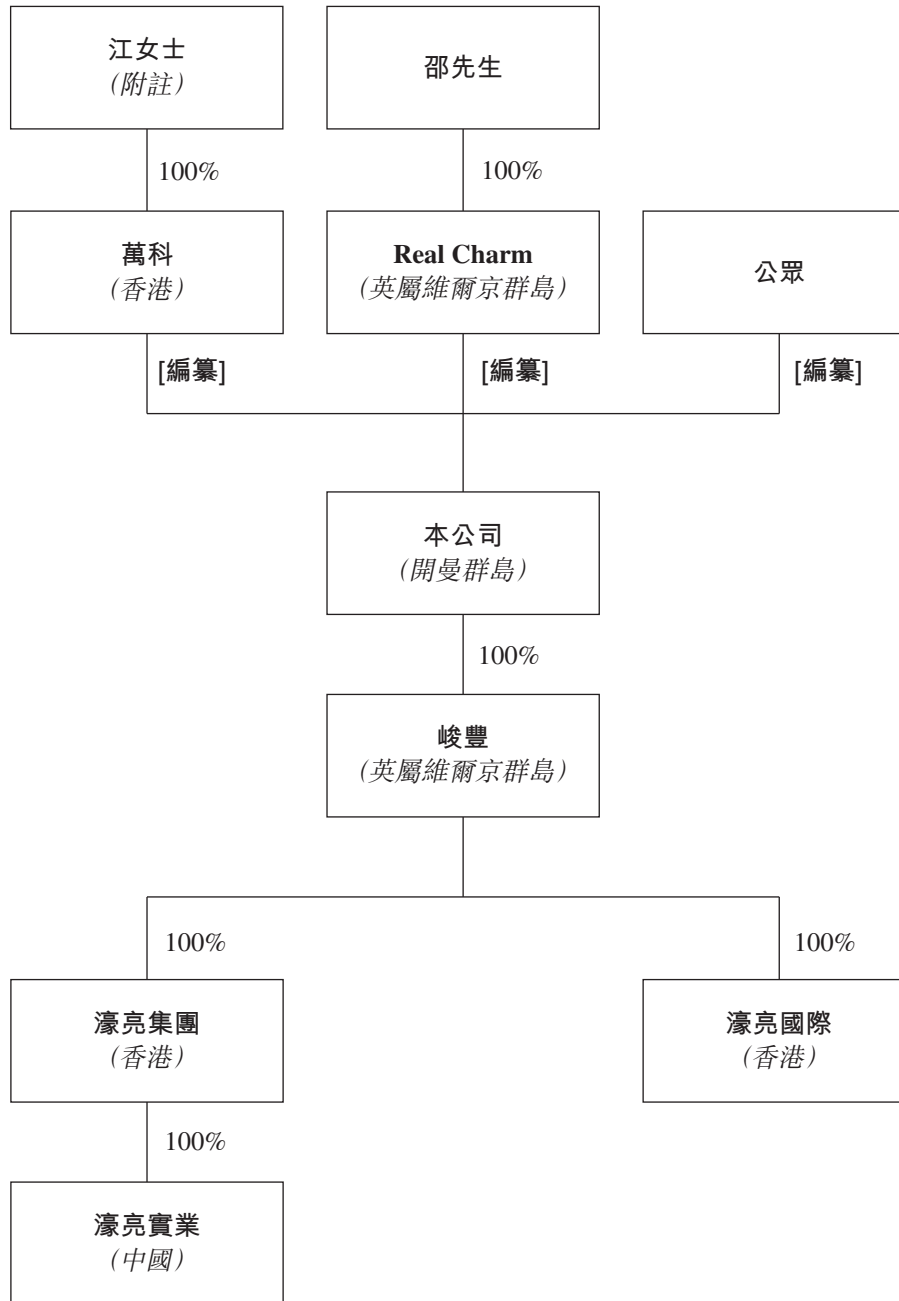 江女士
(附註)
邵先生
100%
100%
萬科
(香港)
Real Charm
(英屬維爾京群島)
公眾
[編纂]
[編纂]
[編纂]
本公司
(開曼群島)
100%
峻豐
(英屬維爾京群島)
100%
100%
濠亮集團
(香港)
濠亮國際
(香港)
100%
濠亮實業
(中國)